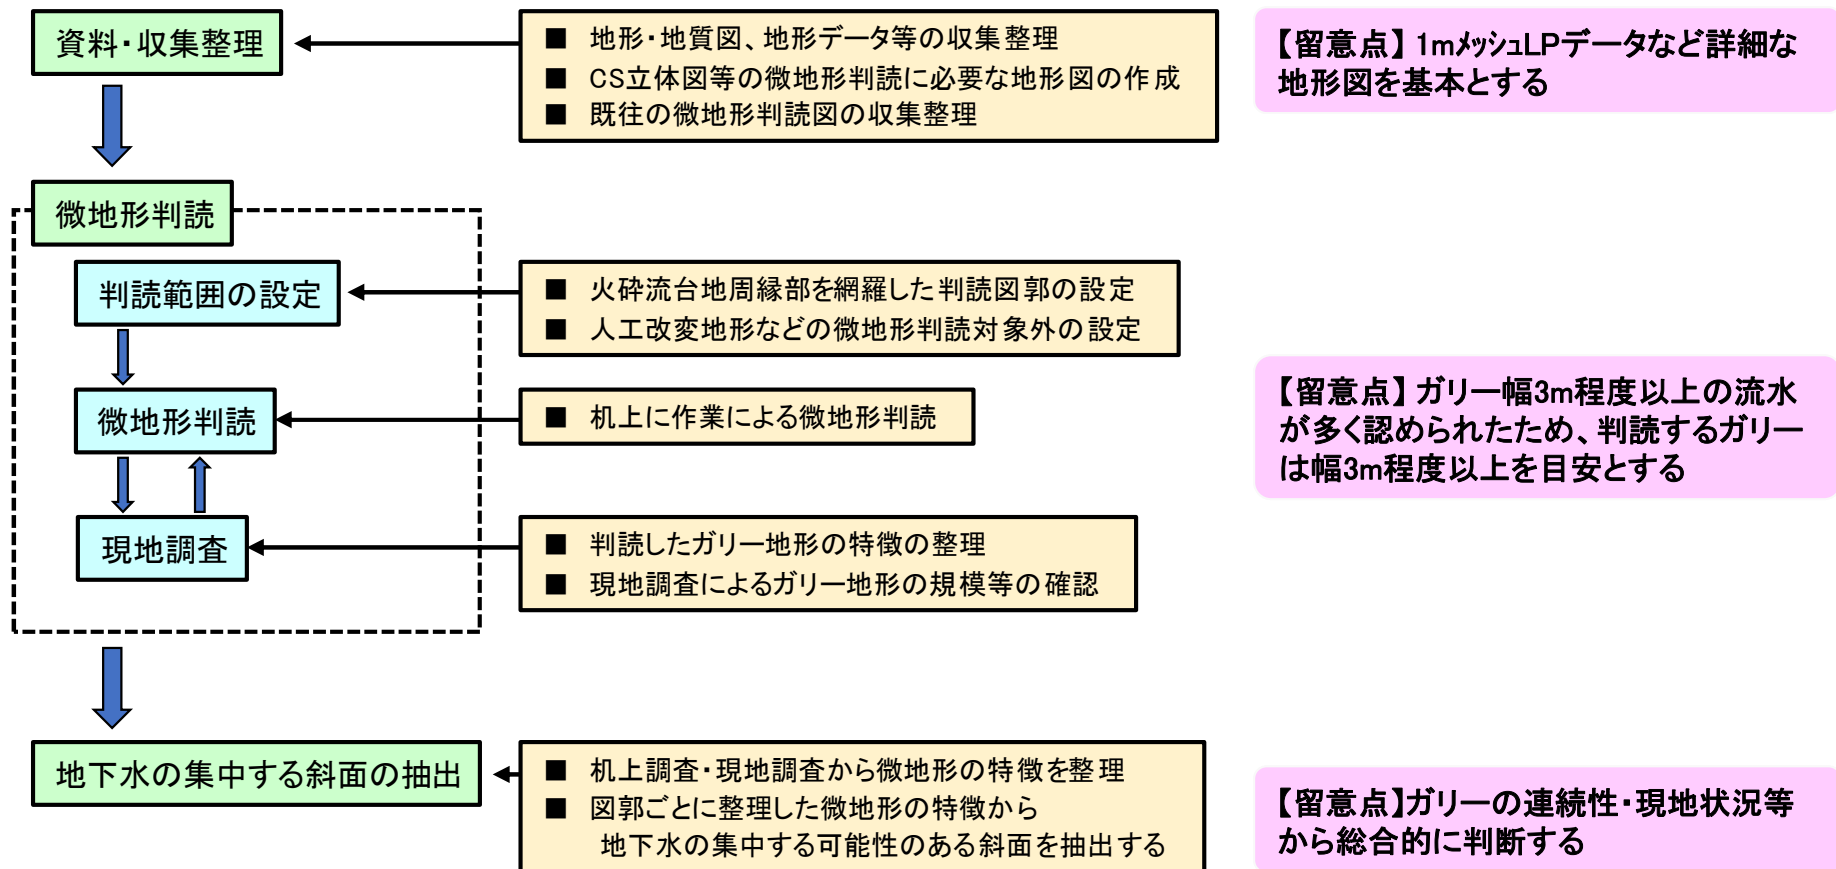 資料・収集整理
■ 地形・地質図、地形データ等の収集整理
■ CS立体図等の微地形判読に必要な地形図の作成
■ 既往の微地形判読図の収集整理
【留意点】1mメッシュLPデータなど詳細な
地形図を基本とする
微地形判読
判読範囲の設定
■ 火砕流台地周縁部を網羅した判読図郭の設定
■ 人工改変地形などの微地形判読対象外の設定
微地形判読
■ 机上に作業による微地形判読
【留意点】ガリー幅3m程度以上の流水
が多く認められたため、判読するガリー
は幅3m程度以上を目安とする
現地調査
■ 判読したガリー地形の特徴の整理
■ 現地調査によるガリー地形の規模等の確認
地下水の集中する斜面の抽出
■ 机上調査・現地調査から微地形の特徴を整理
■ 図郭ごとに整理した微地形の特徴から
地下水の集中する可能性のある斜面を抽出する
【留意点】ガリーの連続性・現地状況等
から総合的に判断する